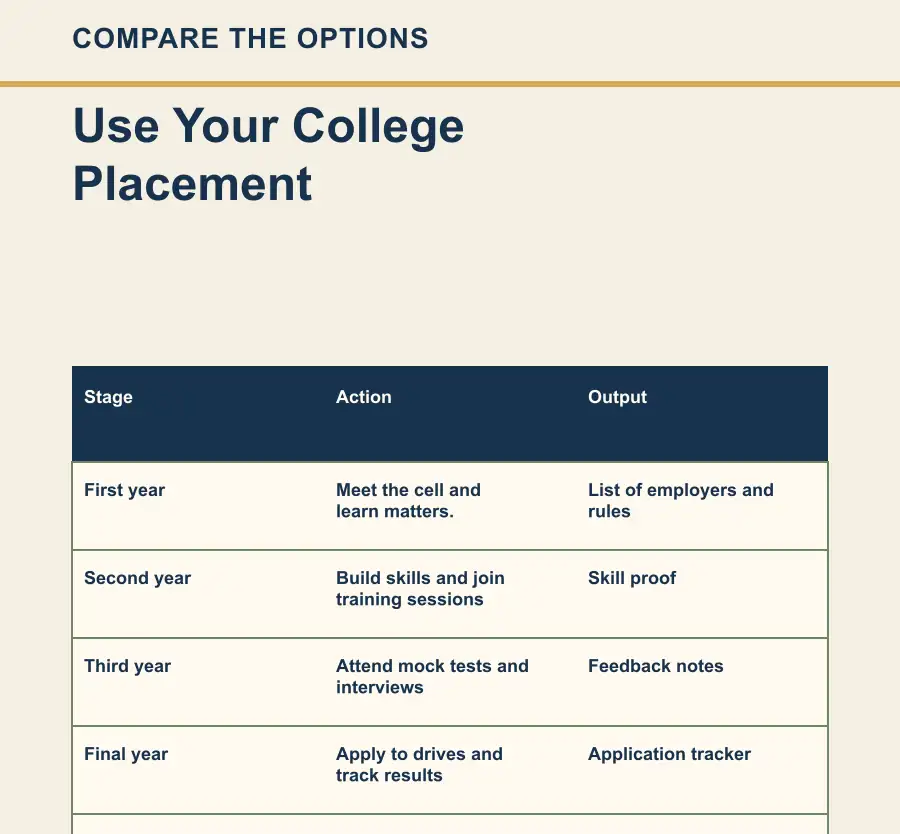 COMPARE THE OPTIONS
Use Your College
Placement
Stage Action Output
First year Meet the cell and List of employers and
learn matters. rules
Second year Build skills and join Skill proof
training sessions
Third year Attend mock tests and Feedback notes
interviews
Final year Apply to drives and Application tracker
track results